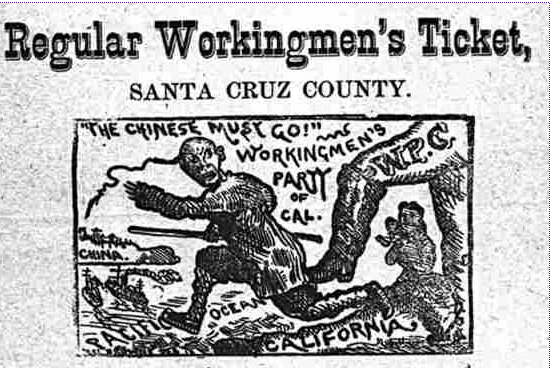 Regular Workingmen's Ticket,
SANTA CRUZ COUNTY.
"THE CHINESE MUST GO!"
WORKINGMEN'S
PARTY
OF
CAL.
W.P.C.
CHINA.
OCEAN
PACIFIC
CALIFORNIA